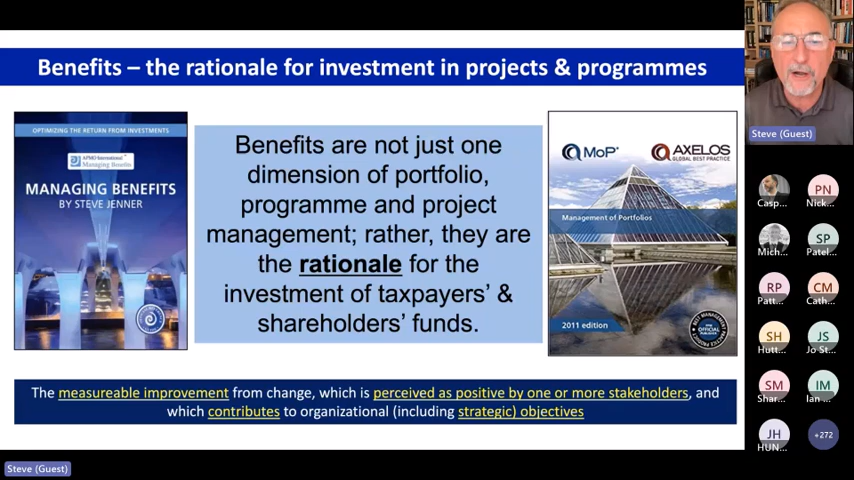 Benefits – the rationale for investment in projects & programmes
OPTIMIZING THE RETURN FROM INVESTMENTS
APMG-International
Managing Benefits
MANAGING BENEFITS
BY STEVE JENNER
Benefits are not just one
dimension of portfolio,
programme and project
management; rather, they are
the rationale for the
investment of taxpayers' &
shareholders' funds.
MoP®
AXELOS
GLOBAL BEST PRACTICE
Management of Portfolios
2011 edition
The measureable improvement from change, which is perceived as positive by one or more stakeholders, and
which contributes to organizational (including strategic) objectives
Steve (Guest)
Steve (Guest)
Casp...
PN
Nick...
Mich...
SP
Patel...
RP
Patt...
CM
Cath...
SH
Hutt...
JS
Jo St...
SM
Shar...
IM
Ian ...
JH
HUN...
+272